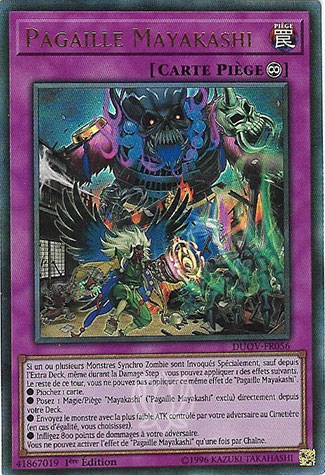 Pagaille Mayakashi
PIÈGE
罠
[Carte Piège]
DUOV-FR056
Si un ou plusieurs Monstres Synchro Zombie sont Invoqués Spécialement, sauf depuis
l'Extra Deck, même durant la Damage Step : vous pouvez appliquer 1 des effets suivants.
Le reste de ce tour, vous ne pouvez pas appliquer ce même effet de "Pagaille Mayakashi".
● Piochez 1 carte.
● Posez 1 Magie/Piège "Mayakashi" ("Pagaille Mayakashi" exclu) directement depuis
votre Deck.
● Envoyez le monstre avec la plus faible ATK contrôlé par votre adversaire au Cimetière
(en cas d'égalité, vous choisissez).
● Infligez 800 points de dommages à votre adversaire.
Vous ne pouvez activer l'effet de "Pagaille Mayakashi" qu'une fois par Chaîne.
41867019 1ère Edition
©1996 KAZUKI TAKAHASHI